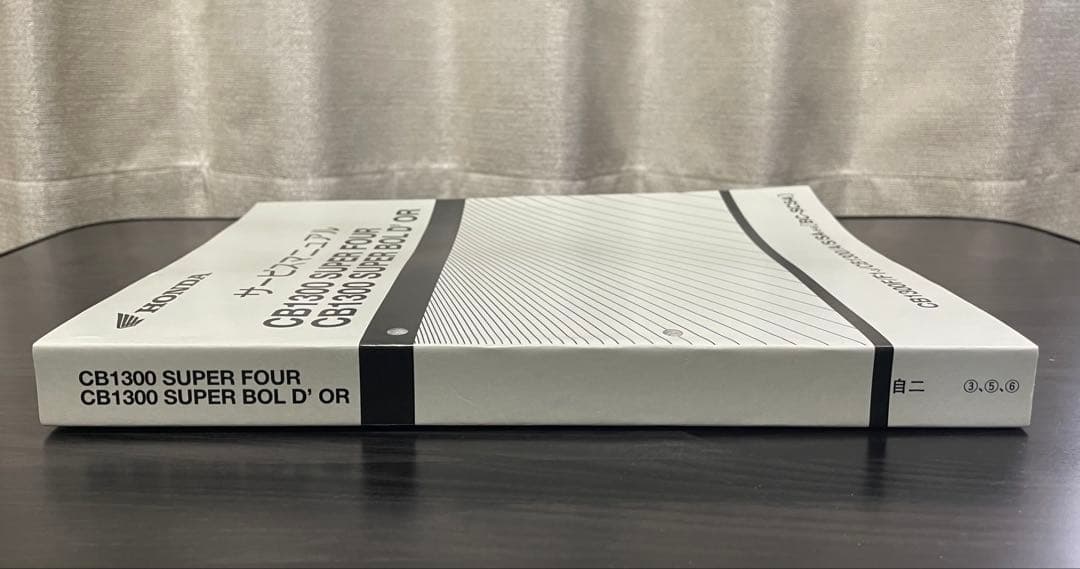 HONDA
サービスマニュアル
CB1300 SUPER FOUR
CB1300 SUPER BOL D' OR
CB1300 SUPER FOUR
CB1300 SUPER BOL D' OR
自二 ③、⑤、⑥